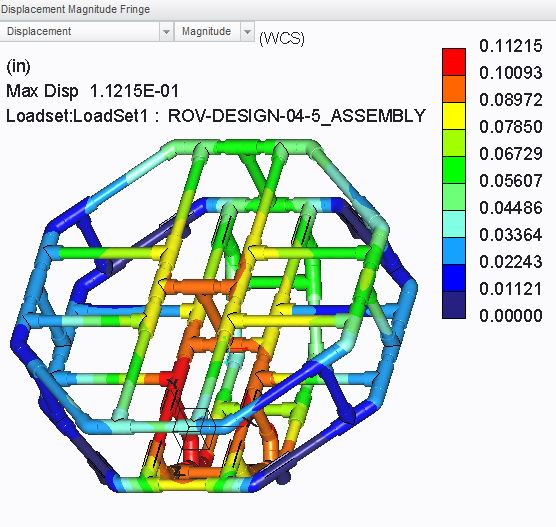 Displacement Magnitude Fringe
Displacement Magnitude (WCS)
(in)
Max Disp 1.1215E-01
Loadset:LoadSet1 : ROV-DESIGN-04-5_ASSEMBLY
0.11215
0.10093
0.08972
0.07850
0.06729
0.05607
0.04486
0.03364
0.02243
0.01121
0.00000